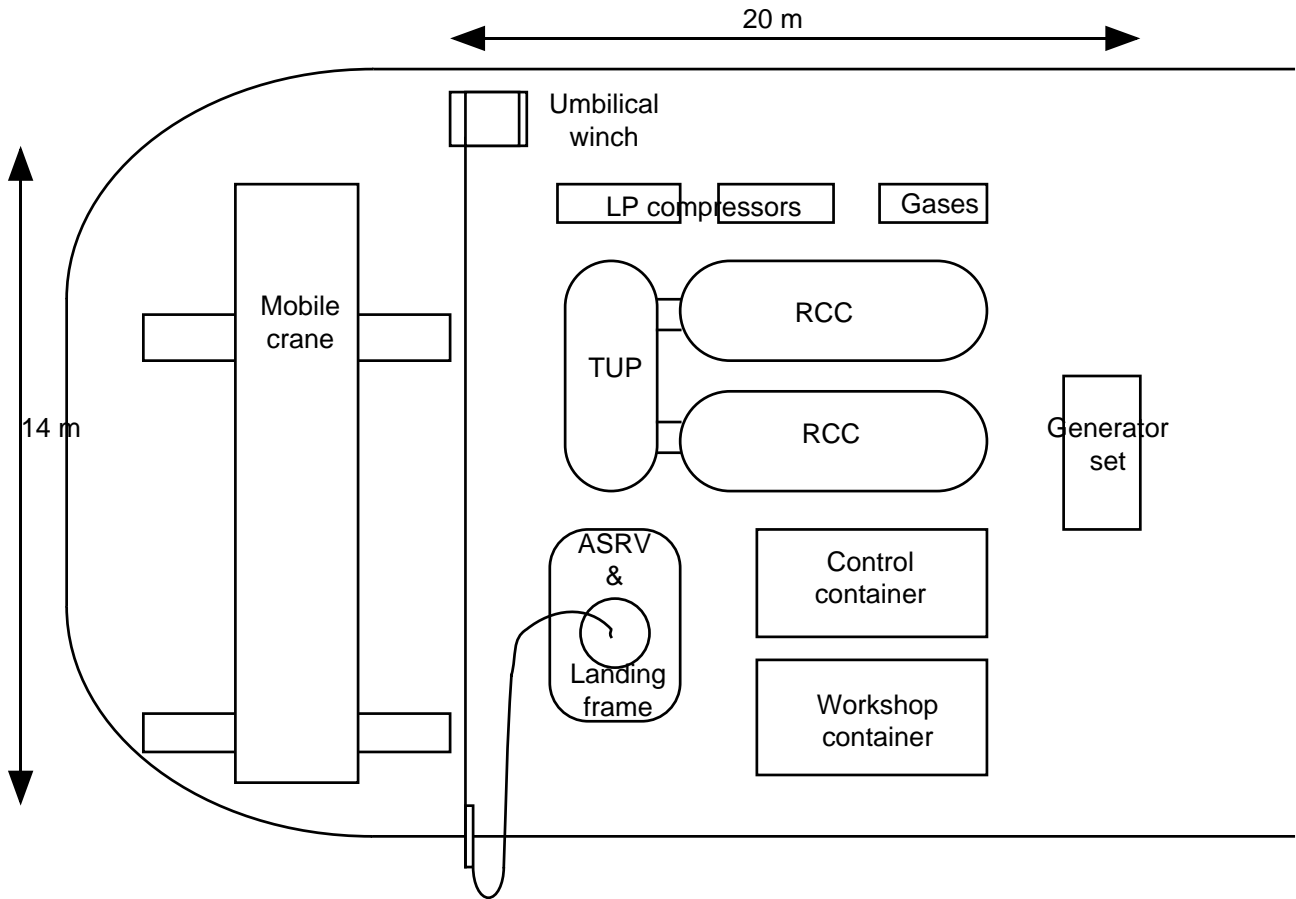 20 m
Umbilical
winch
LP compressors
Gases
Mobile
crane
RCC
TUP
14 m
RCC
Generator
set
ASRV
&
Control
container
Landing
frame
Workshop
container